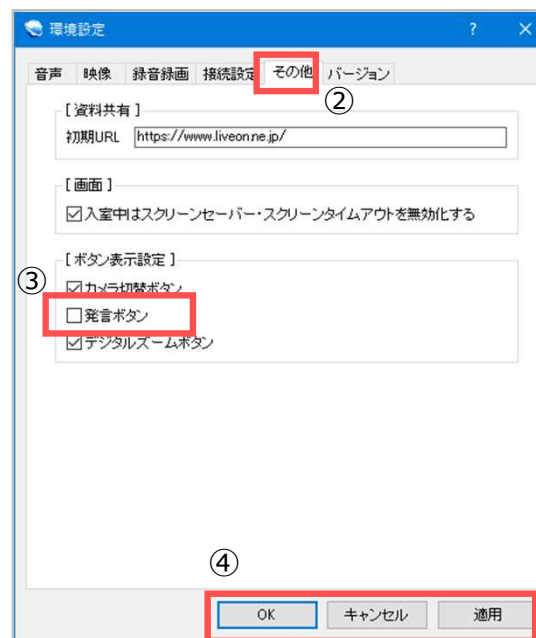 環境設定 ? ×
音声 映像 録音録画 接続設定 その他 バージョン
②
[ 資料共有 ]
初期URL https://www.liveon.ne.jp/
[ 画面 ]
入室中はスクリーンセーバー・スクリーンタイムアウトを無効化する
[ ボタン表示設定 ]
③
カメラ切替ボタン
発言ボタン
デジタルズームボタン
④
OK キャンセル 適用